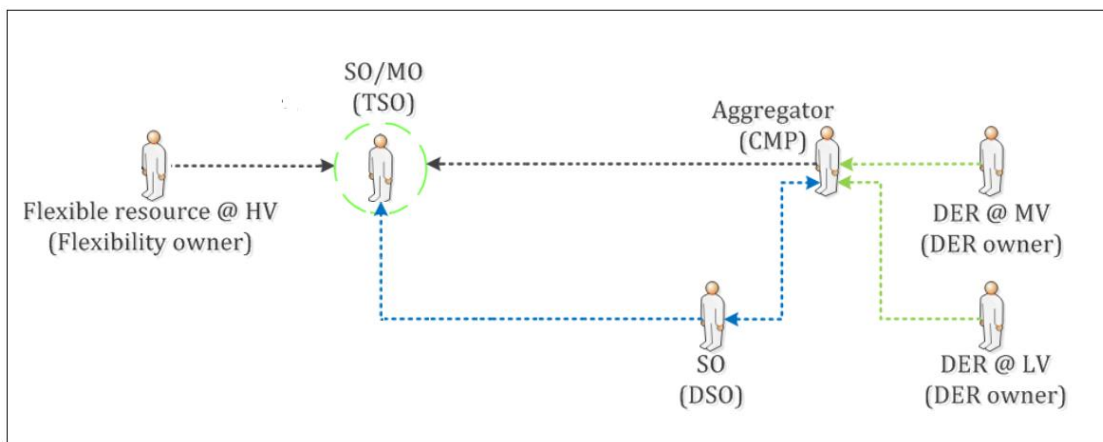 SO/MO
(TSO)
Aggregator
(CMP)
Flexible resource @ HV
(Flexibility owner)
DER @ MV
(DER owner)
SO
(DSO)
DER @ LV
(DER owner)